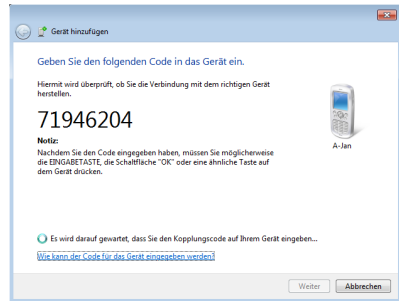 Gerät hinzufügen
Geben Sie den folgenden Code in das Gerät ein.
Hiermit wird überprüft, ob Sie die Verbindung mit dem richtigen Gerät
herstellen.
71946204
Notiz:
Nachdem Sie den Code eingegeben haben, müssen Sie möglicherweise
die EINGABETASTE, die Schaltfläche "OK" oder eine ähnliche Taste auf
dem Gerät drücken.
A-Jan
Es wird darauf gewartet, dass Sie den Kopplungscode auf Ihrem Gerät eingeben...
Wie kann der Code für das Gerät eingegeben werden?
Weiter
Abbrechen